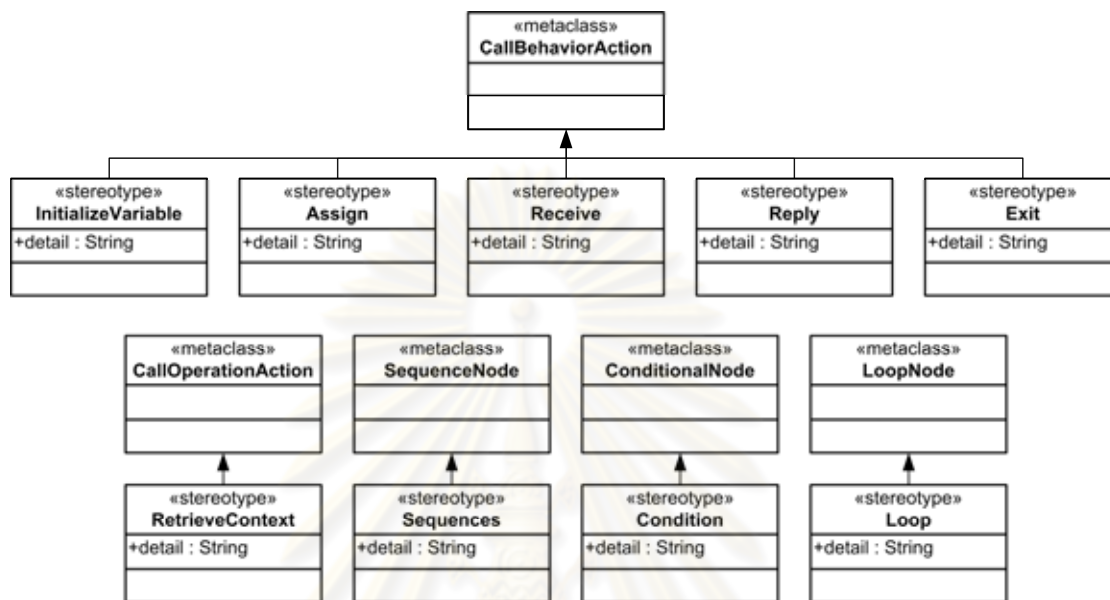 «metaclass»
CallBehaviorAction
«stereotype»
InitializeVariable
+detail : String
«stereotype»
Assign
+detail : String
«stereotype»
Receive
+detail : String
«stereotype»
Reply
+detail : String
«stereotype»
Exit
+detail : String
«metaclass»
CallOperationAction
«metaclass»
SequenceNode
«metaclass»
ConditionalNode
«metaclass»
LoopNode
«stereotype»
RetrieveContext
+detail : String
«stereotype»
Sequences
+detail : String
«stereotype»
Condition
+detail : String
«stereotype»
Loop
+detail : String